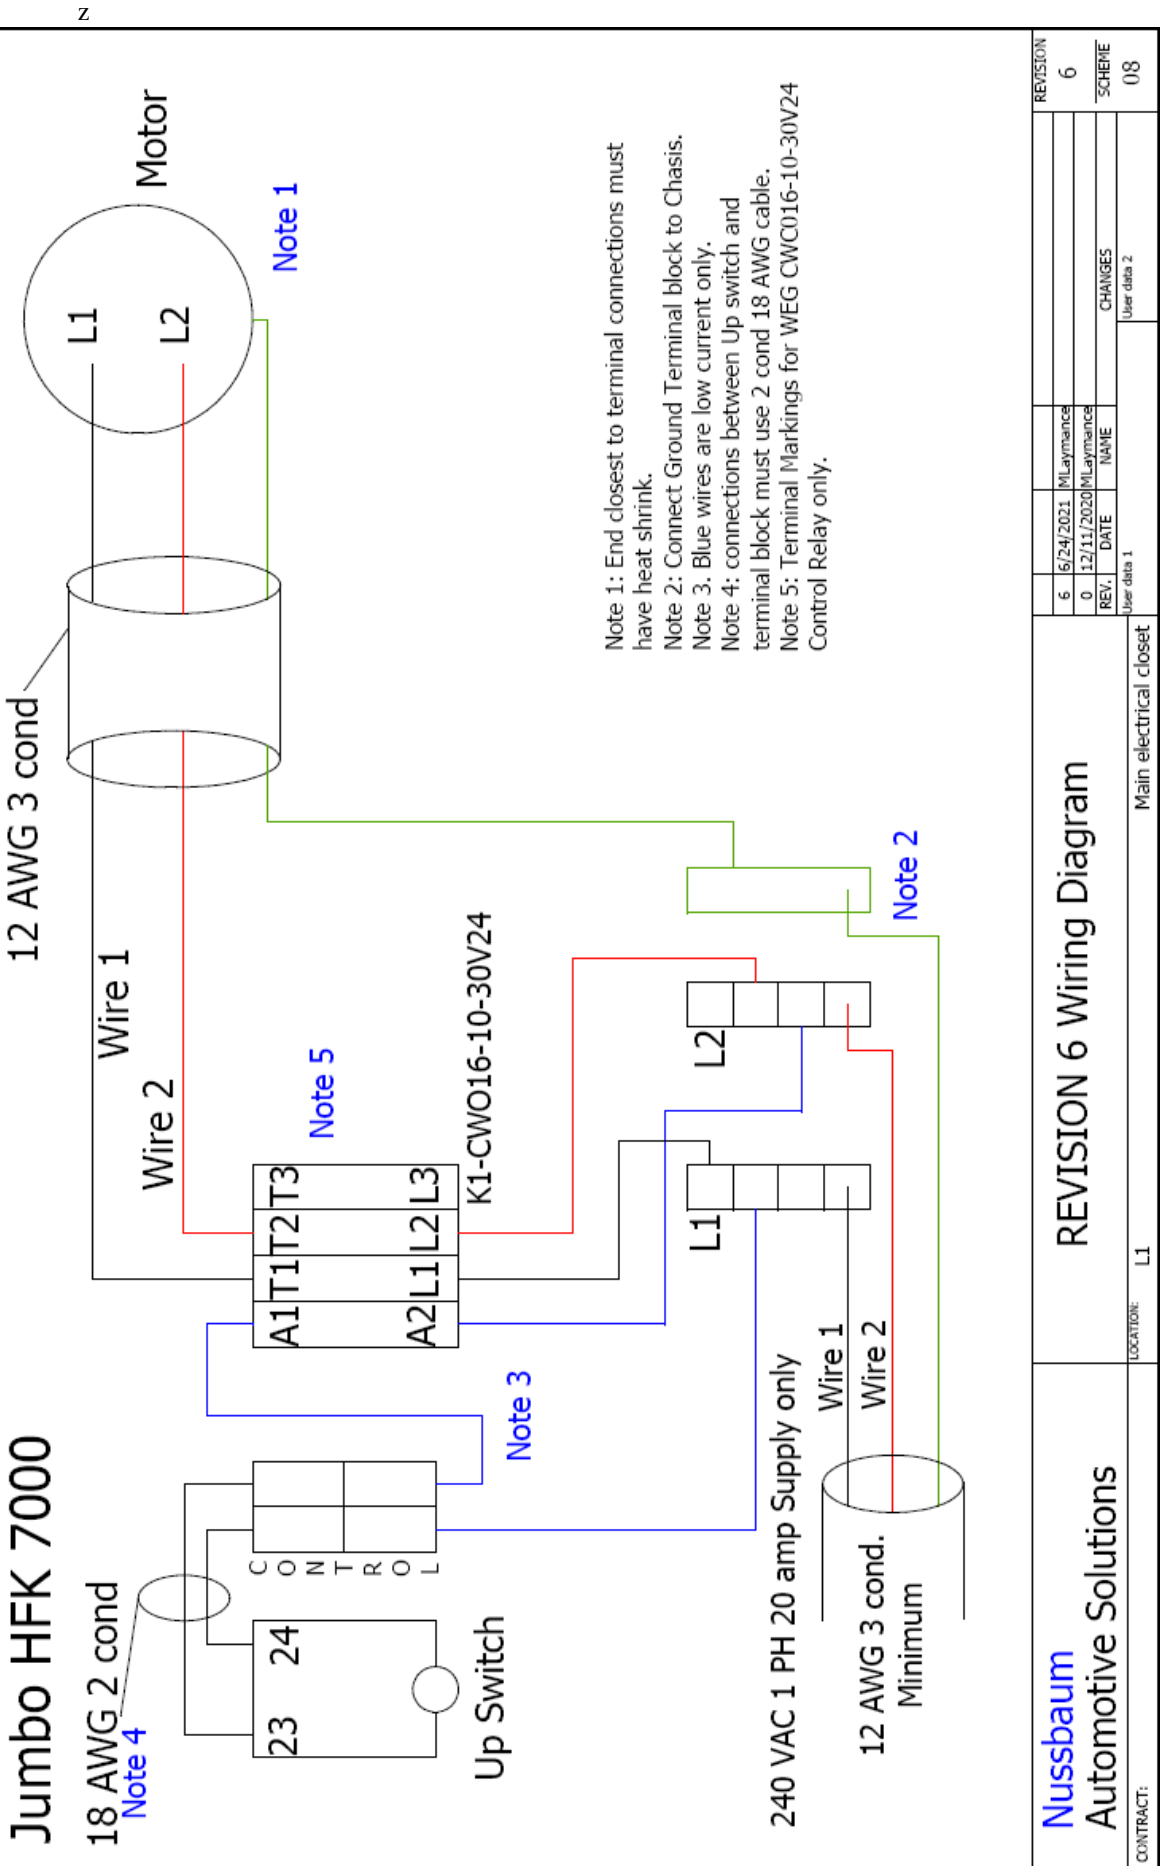 z
Jumbo HFK 7000
12 AWG 3 cond
Motor
18 AWG 2 cond
Note 4
Wire 1
Wire 2
L1
L2
Note 1
23
24
C
O
N
T
R
O
L
A1
T1
T2
T3
A2
L1
L2
L3
Note 5
Up Switch
Note 3
K1-CWO16-10-30V24
L1
L2
Note 2
Note 1: End closest to terminal connections must
have heat shrink.
Note 2: Connect Ground Terminal block to Chasis.
Note 3. Blue wires are low current only.
Note 4: connections between Up switch and
terminal block must use 2 cond 18 AWG cable.
Note 5: Terminal Markings for WEG CWC016-10-30V24
Control Relay only.
240 VAC 1 PH 20 amp Supply only
Wire 1
Wire 2
12 AWG 3 cond.
Minimum
Nussbaum
Automotive Solutions
CONTRACT:
REVISION 6 Wiring Diagram
LOCATION:
L1
Main electrical closet
6 6/24/2021 MLaymance
0 12/11/2020 MLaymance
REV. DATE NAME CHANGES
User data 1
User data 2
REVISION
6
SCHEME
08